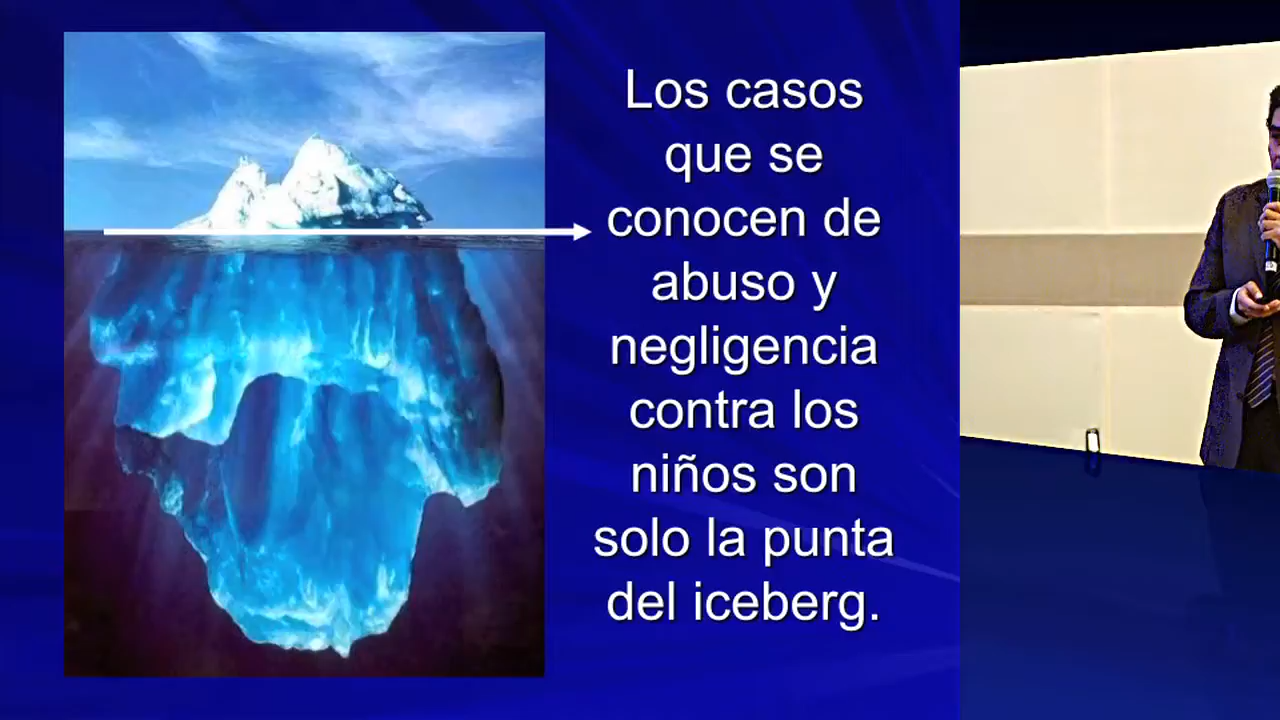 Los casos
que se
conocen de
abuso y
negligencia
contra los
niños son
solo la punta
del iceberg.